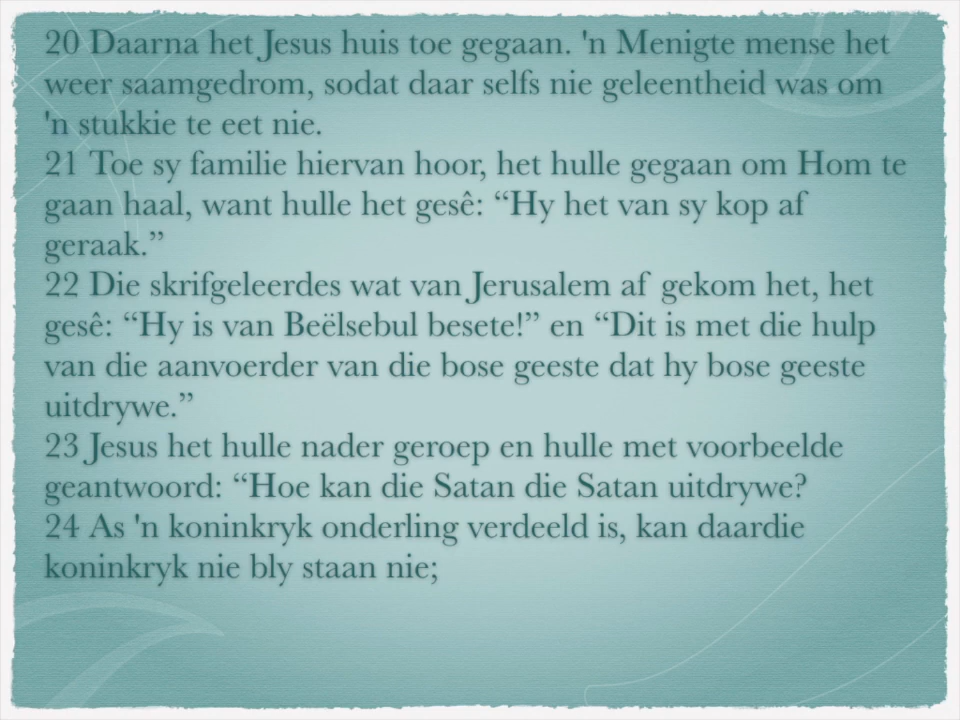 20 Daarna het Jesus huis toe gegaan. 'n Menigte mense het
weer saamgedrom, sodat daar selfs nie geleentheid was om
'n stukkie te eet nie.
21 Toe sy familie hiervan hoor, het hulle gegaan om Hom te
gaan haal, want hulle het gesê: “Hy het van sy kop af
geraak.”
22 Die skrifgeleerdes wat van Jerusalem af gekom het, het
gesê: “Hy is van Beëlsebul besete!” en “Dit is met die hulp
van die aanvoerder van die bose geeste dat hy bose geeste
uitdrywe.”
23 Jesus het hulle nader geroep en hulle met voorbeelde
geantwoord: “Hoe kan die Satan die Satan uitdrywe?
24 As 'n koninkryk onderling verdeeld is, kan daardie
koninkryk nie bly staan nie;